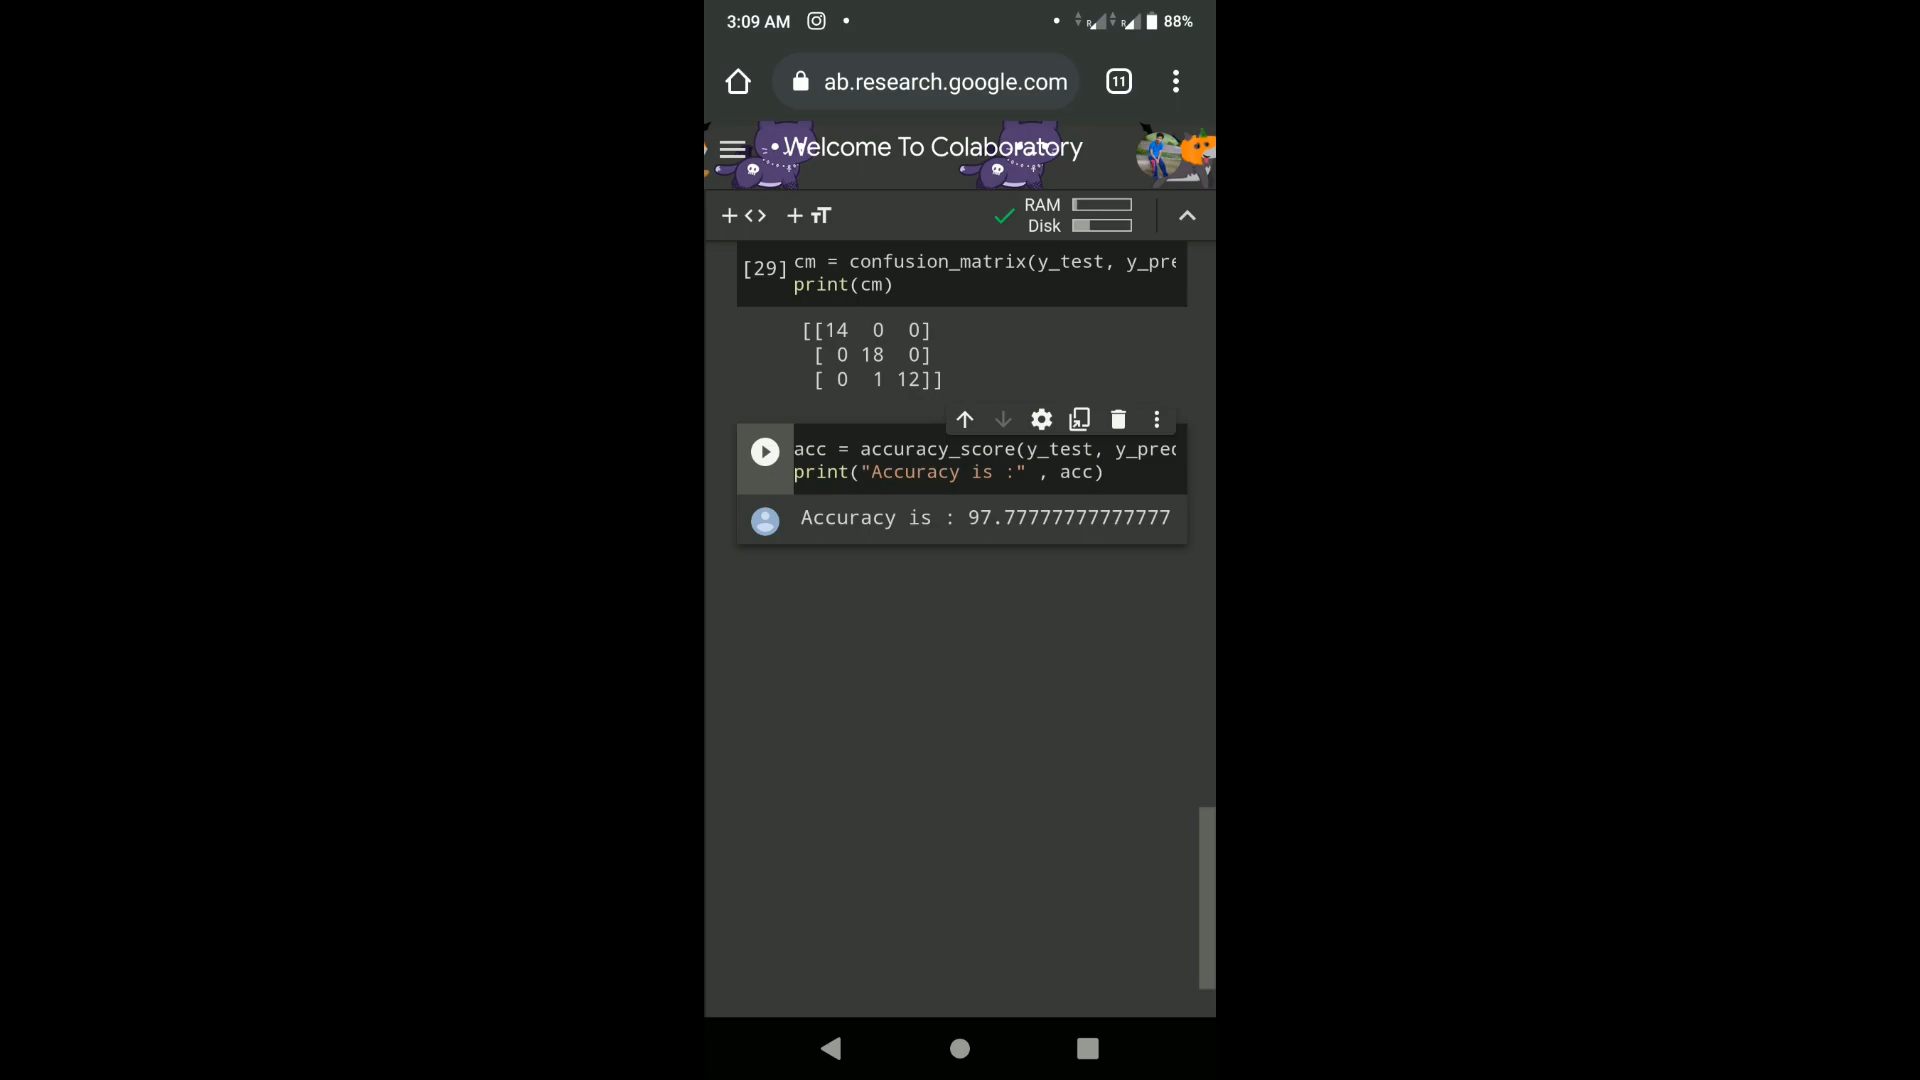 3:09 AM
88%
ab.research.google.com
11
Welcome To Colaboratory
RAM
Disk
[29]
cm = confusion_matrix(y_test, y_pre
print(cm)
[[14 0 0]
[ 0 18 0]
[ 0 1 12]]
acc = accuracy_score(y_test, y_pred
print("Accuracy is :" , acc)
Accuracy is : 97.77777777777777